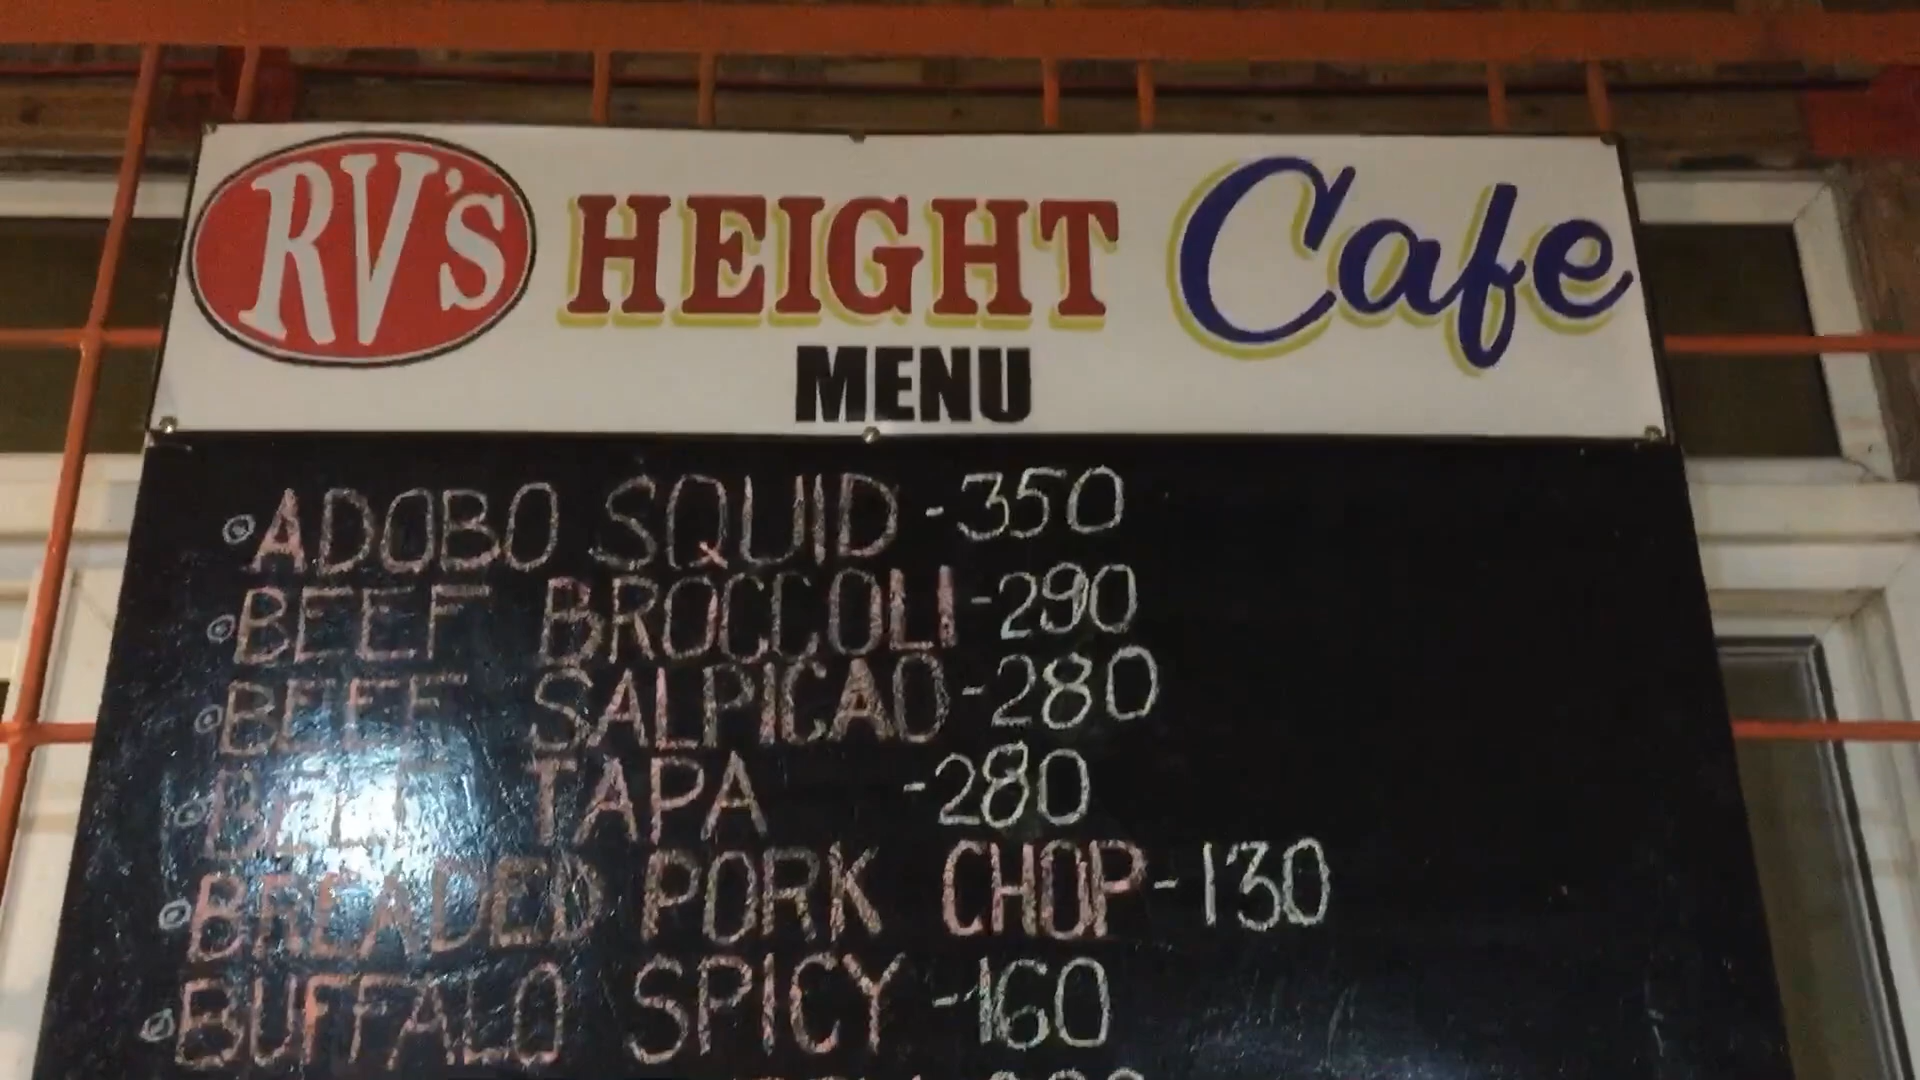 RV's HEIGHT Cafe
MENU
ADOBO SQUID -350
BEEF BROCCOLI -290
BEEF SALPICAO -280
BEEF TAPA -280
BREADED PORK CHOP -130
BUFFALO SPICY -160